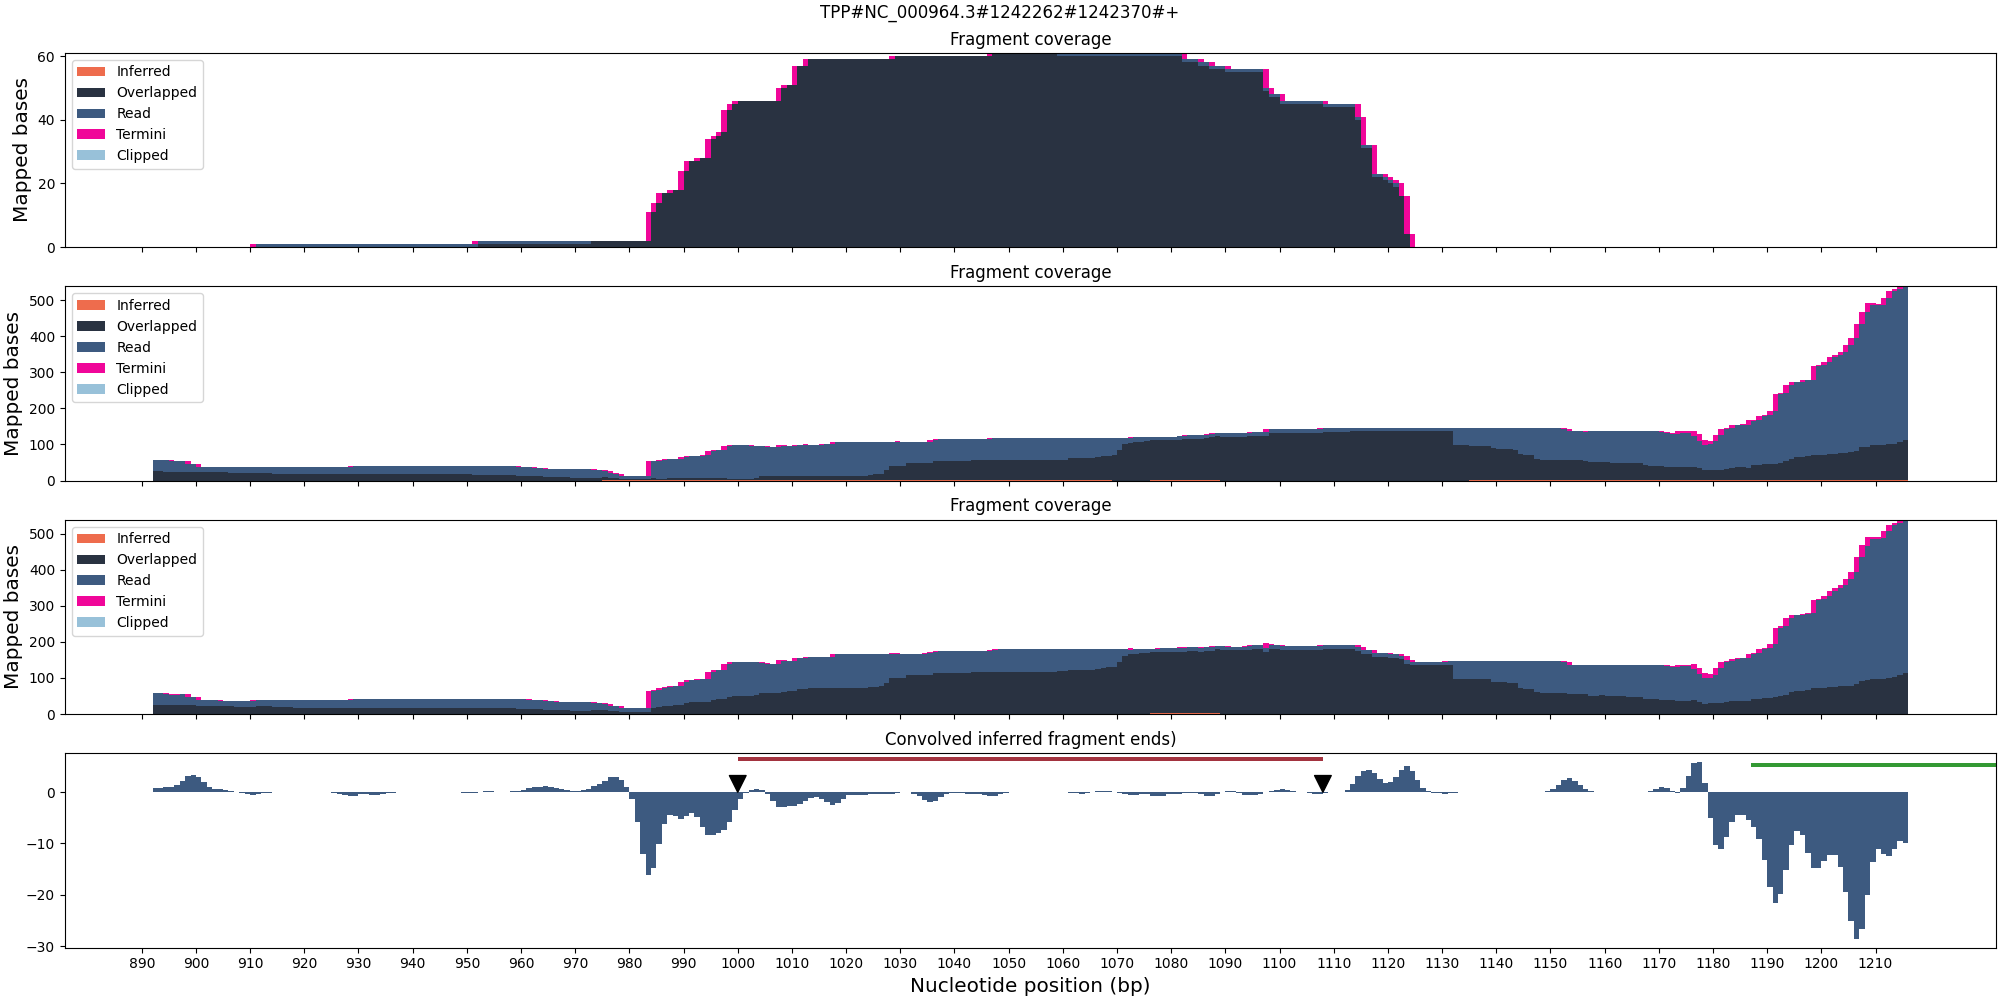 TPP#NC_000964.3#1242262#1242370#+
Fragment coverage
Mapped bases
60
40
20
0
Inferred
Overlapped
Read
Termini
Clipped
Fragment coverage
Mapped bases
500
400
300
200
100
0
Inferred
Overlapped
Read
Termini
Clipped
Fragment coverage
Mapped bases
500
400
300
200
100
0
Inferred
Overlapped
Read
Termini
Clipped
Convolved inferred fragment ends)
0
−10
−20
−30
890 900 910 920 930 940 950 960 970 980 990 1000 1010 1020 1030 1040 1050 1060 1070 1080 1090 1100 1110 1120 1130 1140 1150 1160 1170 1180 1190 1200 1210
Nucleotide position (bp)